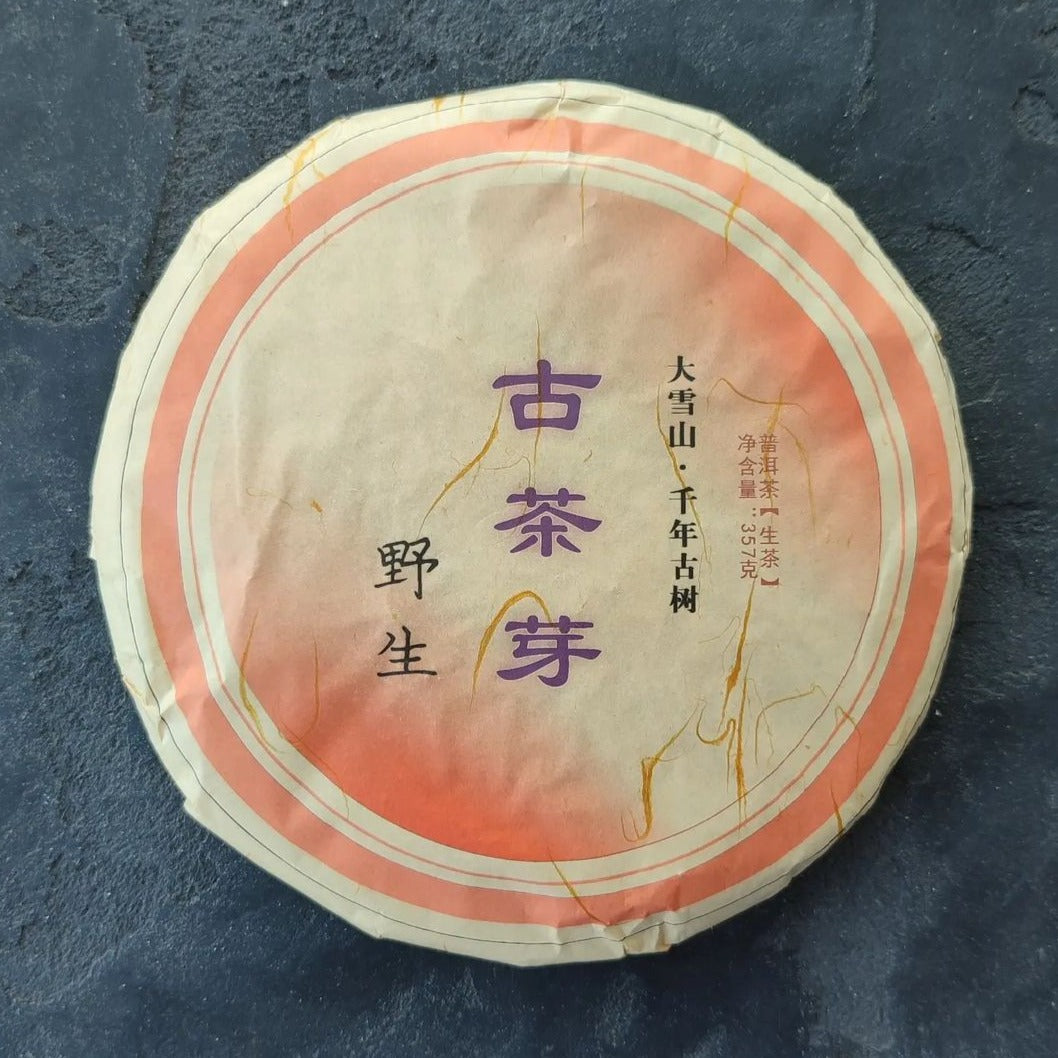 普洱茶【生茶】
净含量：357克
大雪山·千年古树
古茶芽
野生